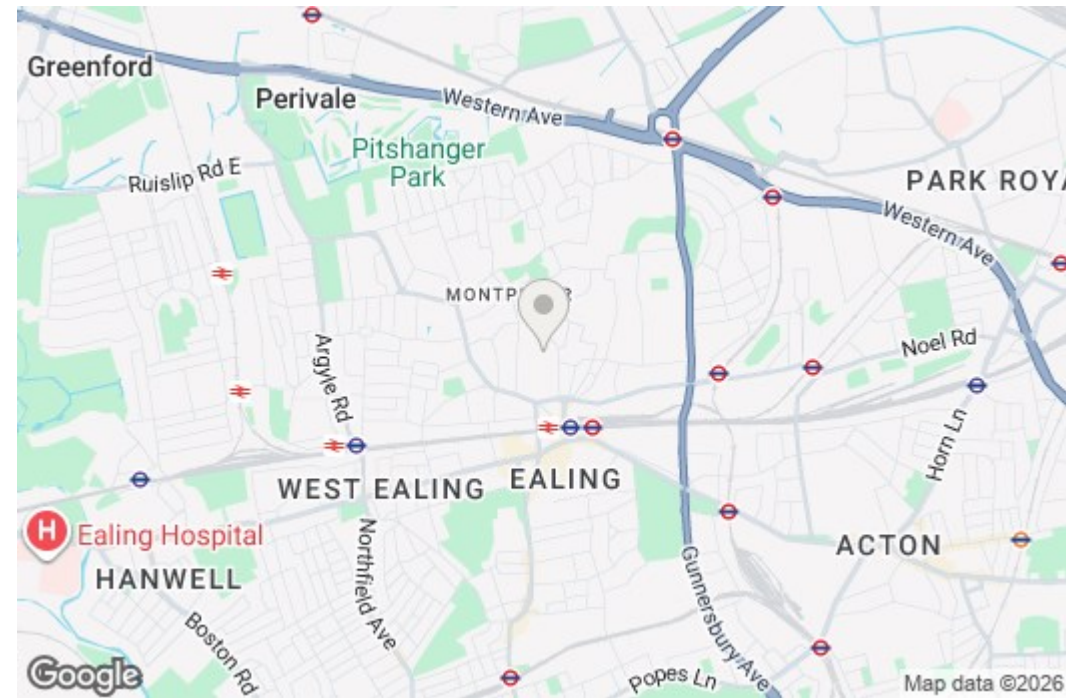 Greenford
Perivale
Western Ave
Pitshanger
Park
Ruislip Rd E
PARK ROYA
Western Ave
Argyle Rd
Noel Rd
Horn Ln
WEST EALING
EALING
H
Ealing Hospital
HANWELL
Northfield Ave
Gunnersbury Ave
ACTON
Boston Rd
Popes Ln
Google
Map data ©2026